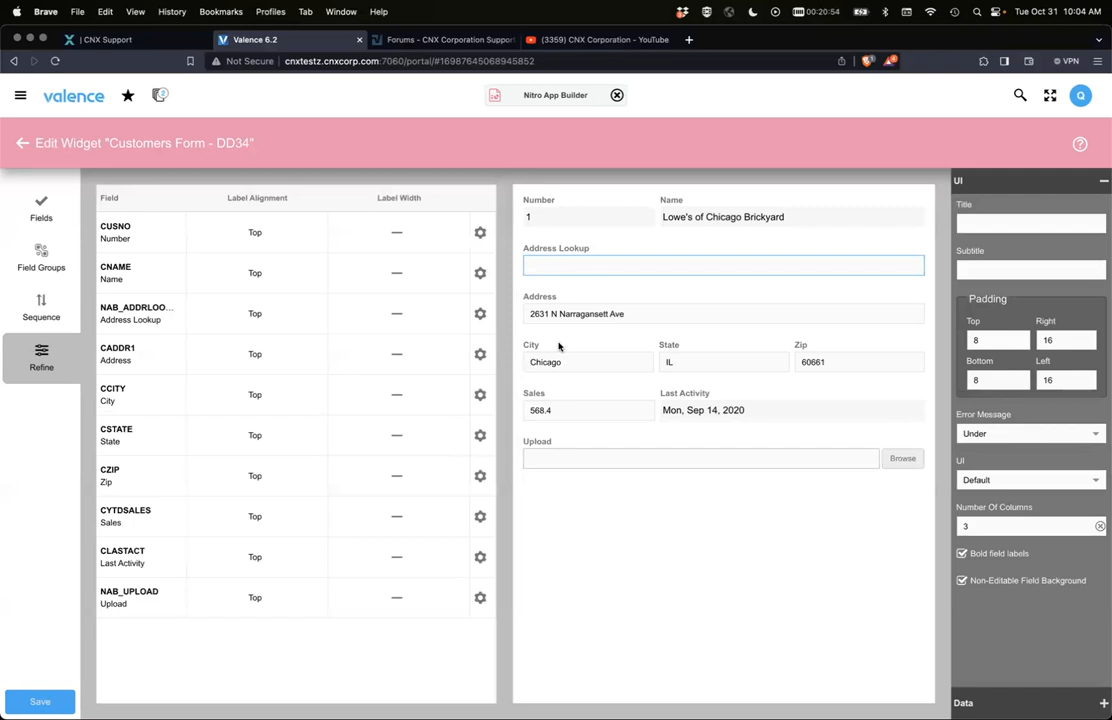 Brave File Edit View History Bookmarks Profiles Tab Window Help 00:20:54 Tue Oct 31 10:04 AM
| CNX Support Valence 6.2 Forums - CNX Corporation Support (3359) CNX Corporation - YouTube
Not Secure cnxtestz.cnxcorp.com:7060/portal/#16987645068945852 VPN
valence 2 Nitro App Builder Q
Edit Widget "Customers Form - DD34"
Fields
Field Groups
Sequence
Refine
Save
Field Label Alignment Label Width
CUSNO
Number
Top —
CNAME
Name
Top —
NAB_ADDRLOO...
Address Lookup
Top —
CADDR1
Address
Top —
CCITY
City
Top —
CSTATE
State
Top —
CZIP
Zip
Top —
CYTDSALES
Sales
Top —
CLASTACT
Last Activity
Top —
NAB_UPLOAD
Upload
Top —
Number Name
1 Lowe's of Chicago Brickyard
Address Lookup
Address
2631 N Narragansett Ave
City State Zip
Chicago IL 60661
Sales Last Activity
568.4 Mon, Sep 14, 2020
Upload
Browse
UI
Title
Subtitle
Padding
Top Right
8 16
Bottom Left
8 16
Error Message
Under
UI
Default
Number Of Columns
3
Bold field labels
Non-Editable Field Background
Data